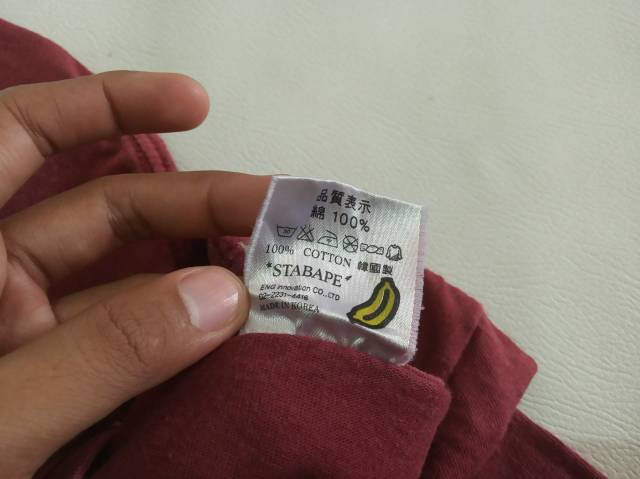 品質表示
綿 100%
100% COTTON 韓國製
"STABAPE"
ENG innovation CO.,LTD
02-2231-4416
MADE IN KOREA